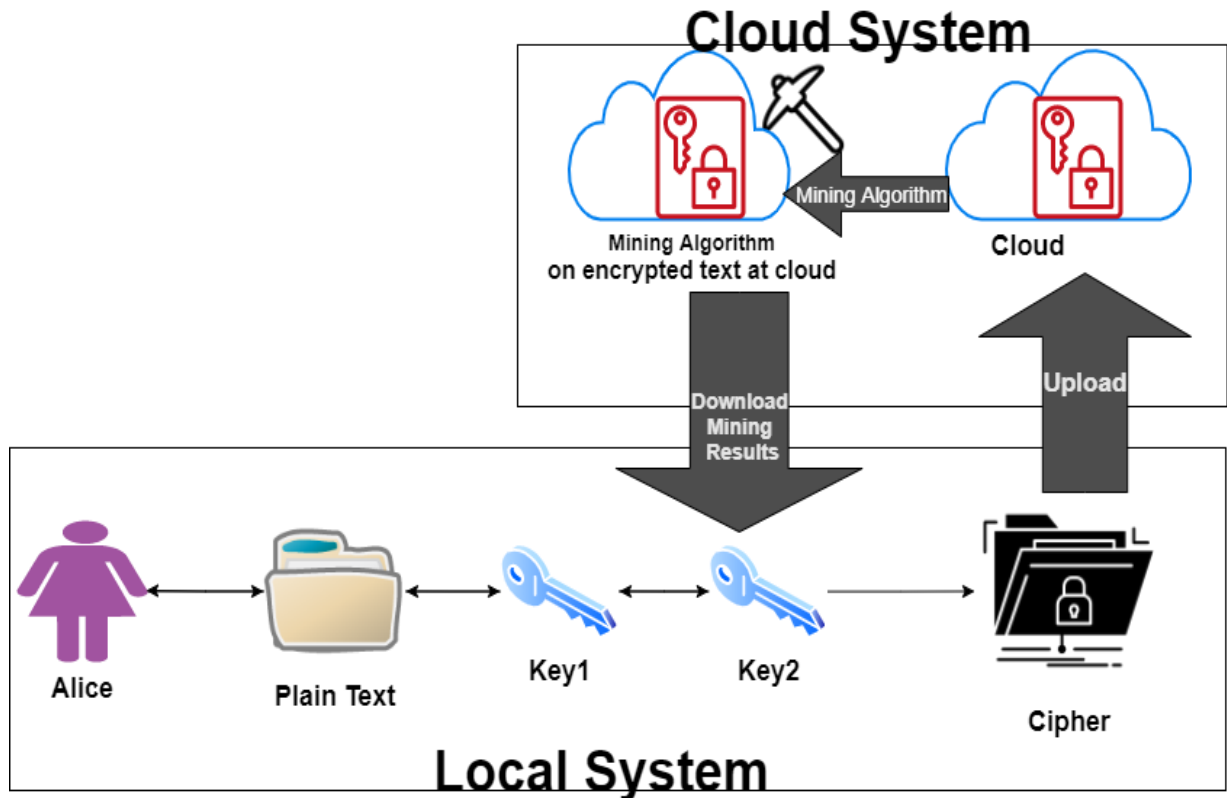 Cloud System
Mining Algorithm
Mining Algorithm
on encrypted text at cloud
Cloud
Download
Mining
Results
Upload
Alice
Plain Text
Key1
Key2
Cipher
Local System